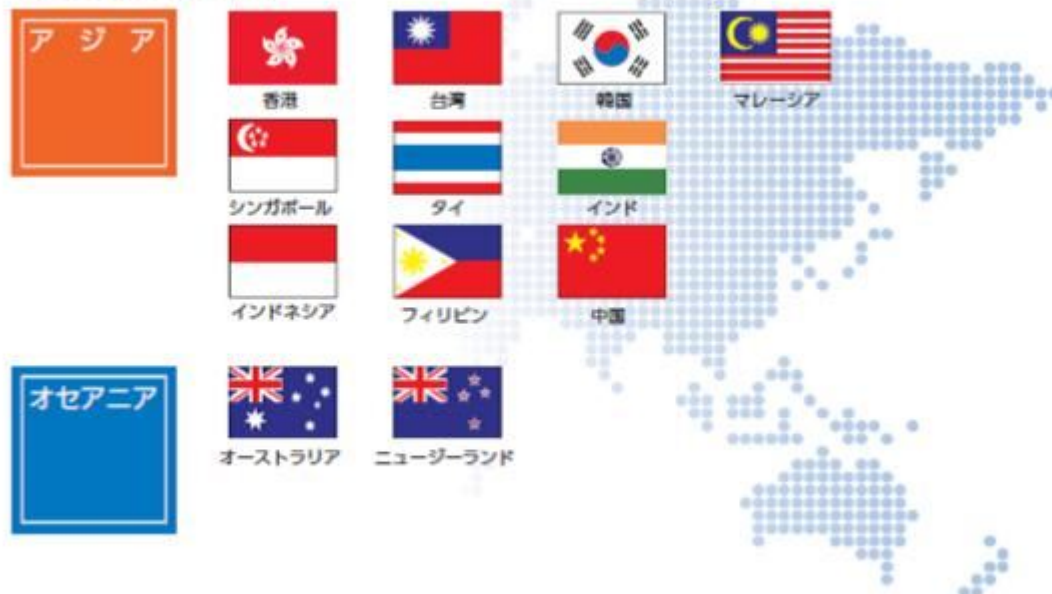 アジア
香港
台湾
韓国
マレーシア
シンガポール
タイ
インド
インドネシア
フィリピン
中国
オセアニア
オーストラリア
ニュージーランド